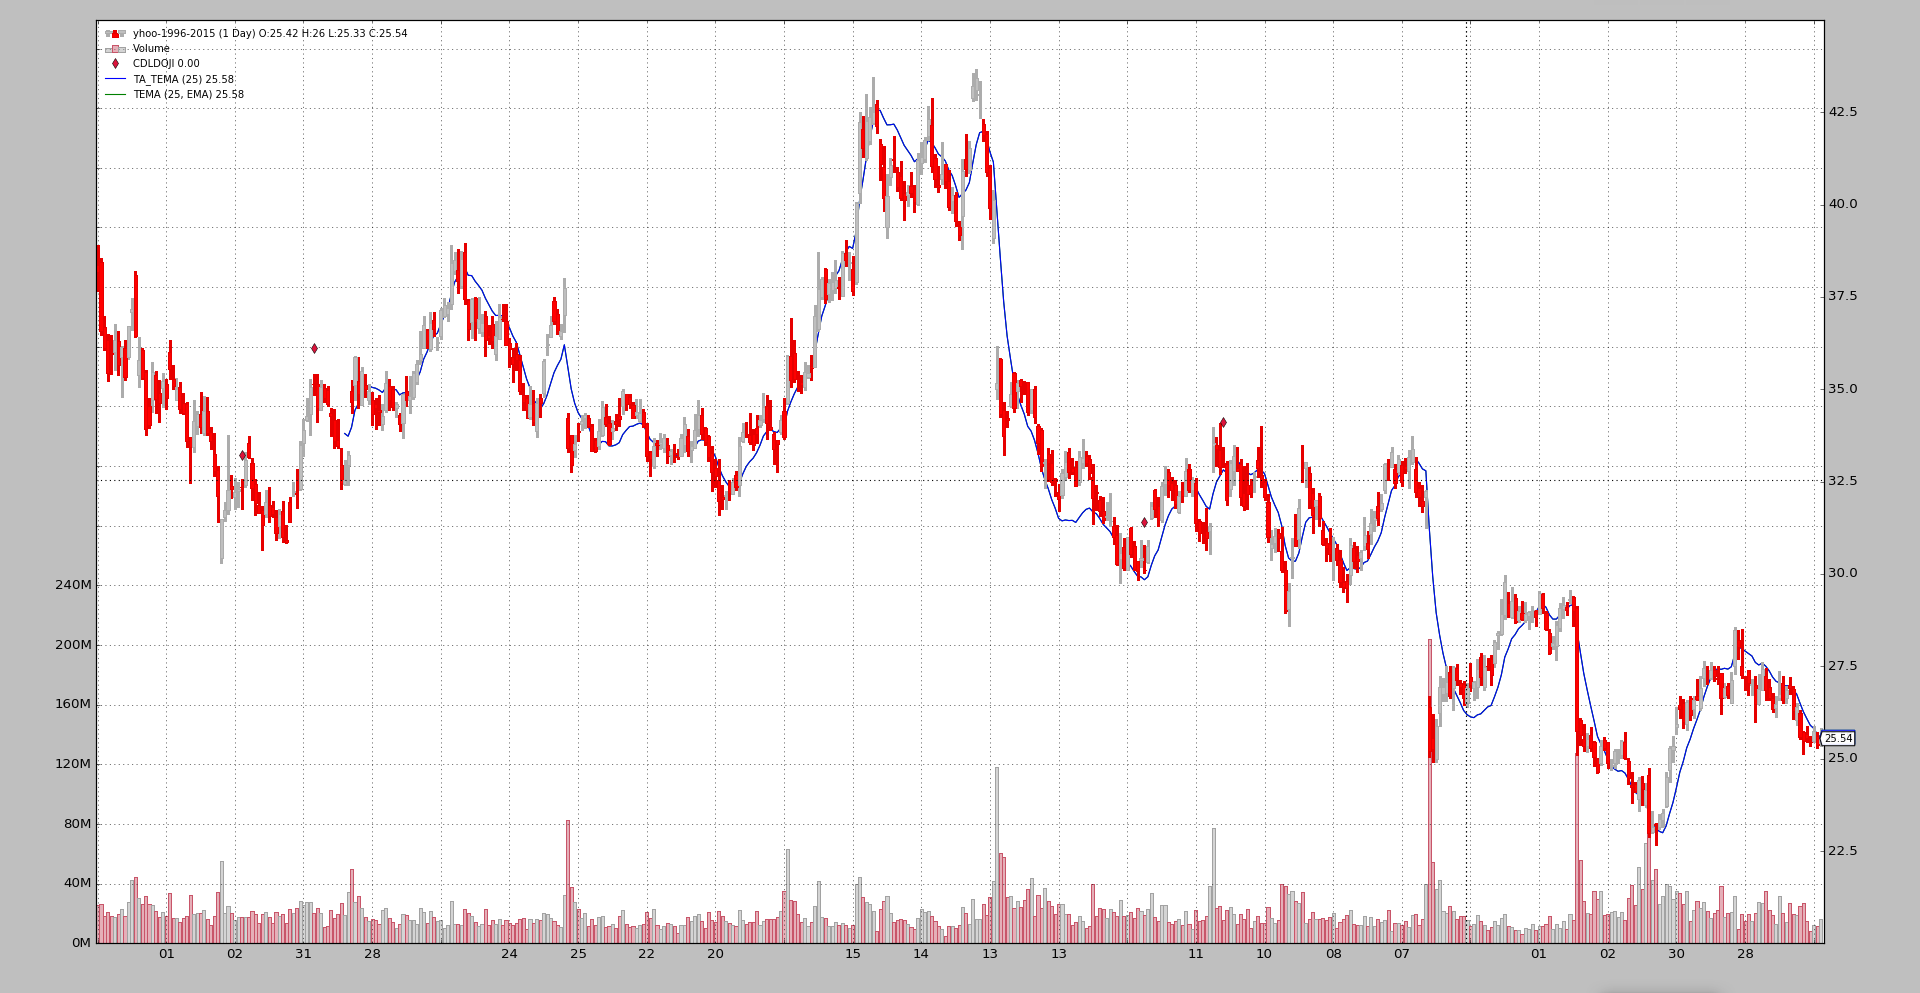 yhoo-1996-2015 (1 Day) O:25.42 H:26 L:25.33 C:25.54
Volume
CDLDOJI 0.00
TA_TEMA (25) 25.58
TEMA (25, EMA) 25.58
42.5
40.0
37.5
35.0
32.5
30.0
27.5
25.54
25.0
22.5
240M
200M
160M
120M
80M
40M
0M
01 02 31 28 24 25 22 20 15 14 13 13 11 10 08 07 01 02 30 28